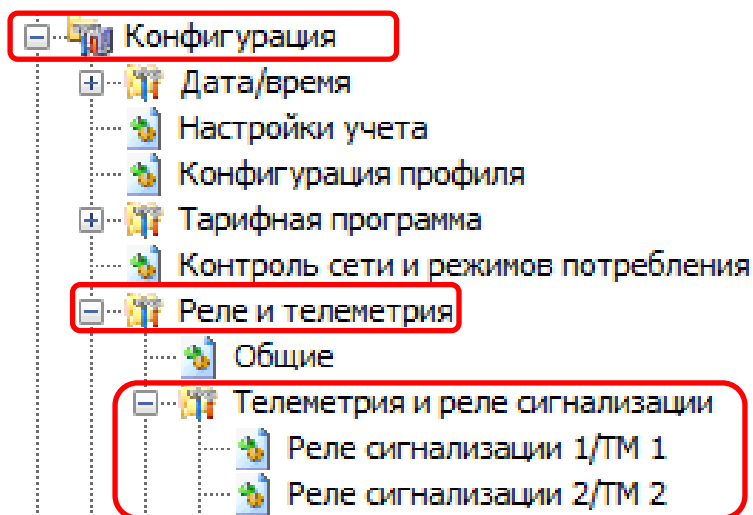 Конфигурация
Дата/время
Настройки учета
Конфигурация профиля
Тарифная программа
Контроль сети и режимов потребления
Реле и телеметрия
Общие
Телеметрия и реле сигнализации
Реле сигнализации 1/ТМ 1
Реле сигнализации 2/ТМ 2